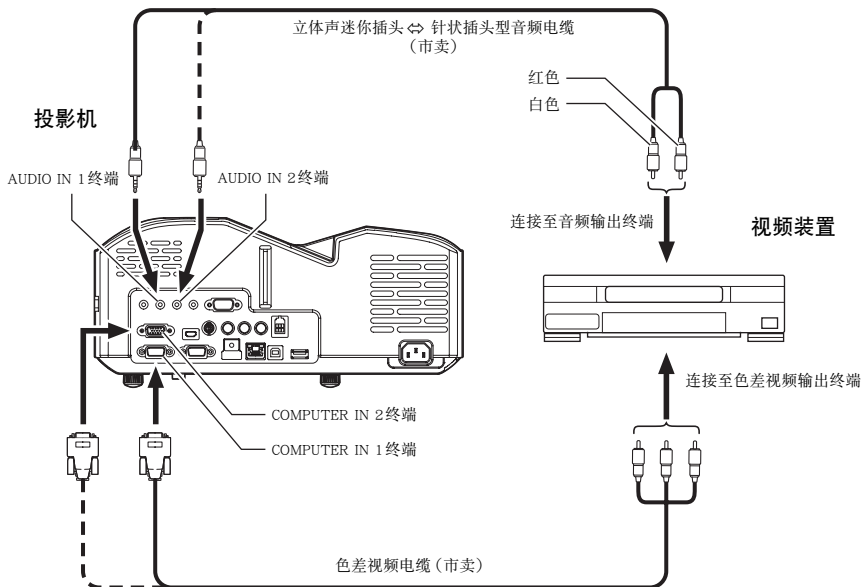 立体声迷你插头 ⇔ 针状插头型音频电缆
（市卖）
红色
白色
投影机
AUDIO IN 1终端
AUDIO IN 2终端
连接至音频输出终端
视频装置
连接至色差视频输出终端
COMPUTER IN 2终端
COMPUTER IN 1终端
色差视频电缆（市卖）